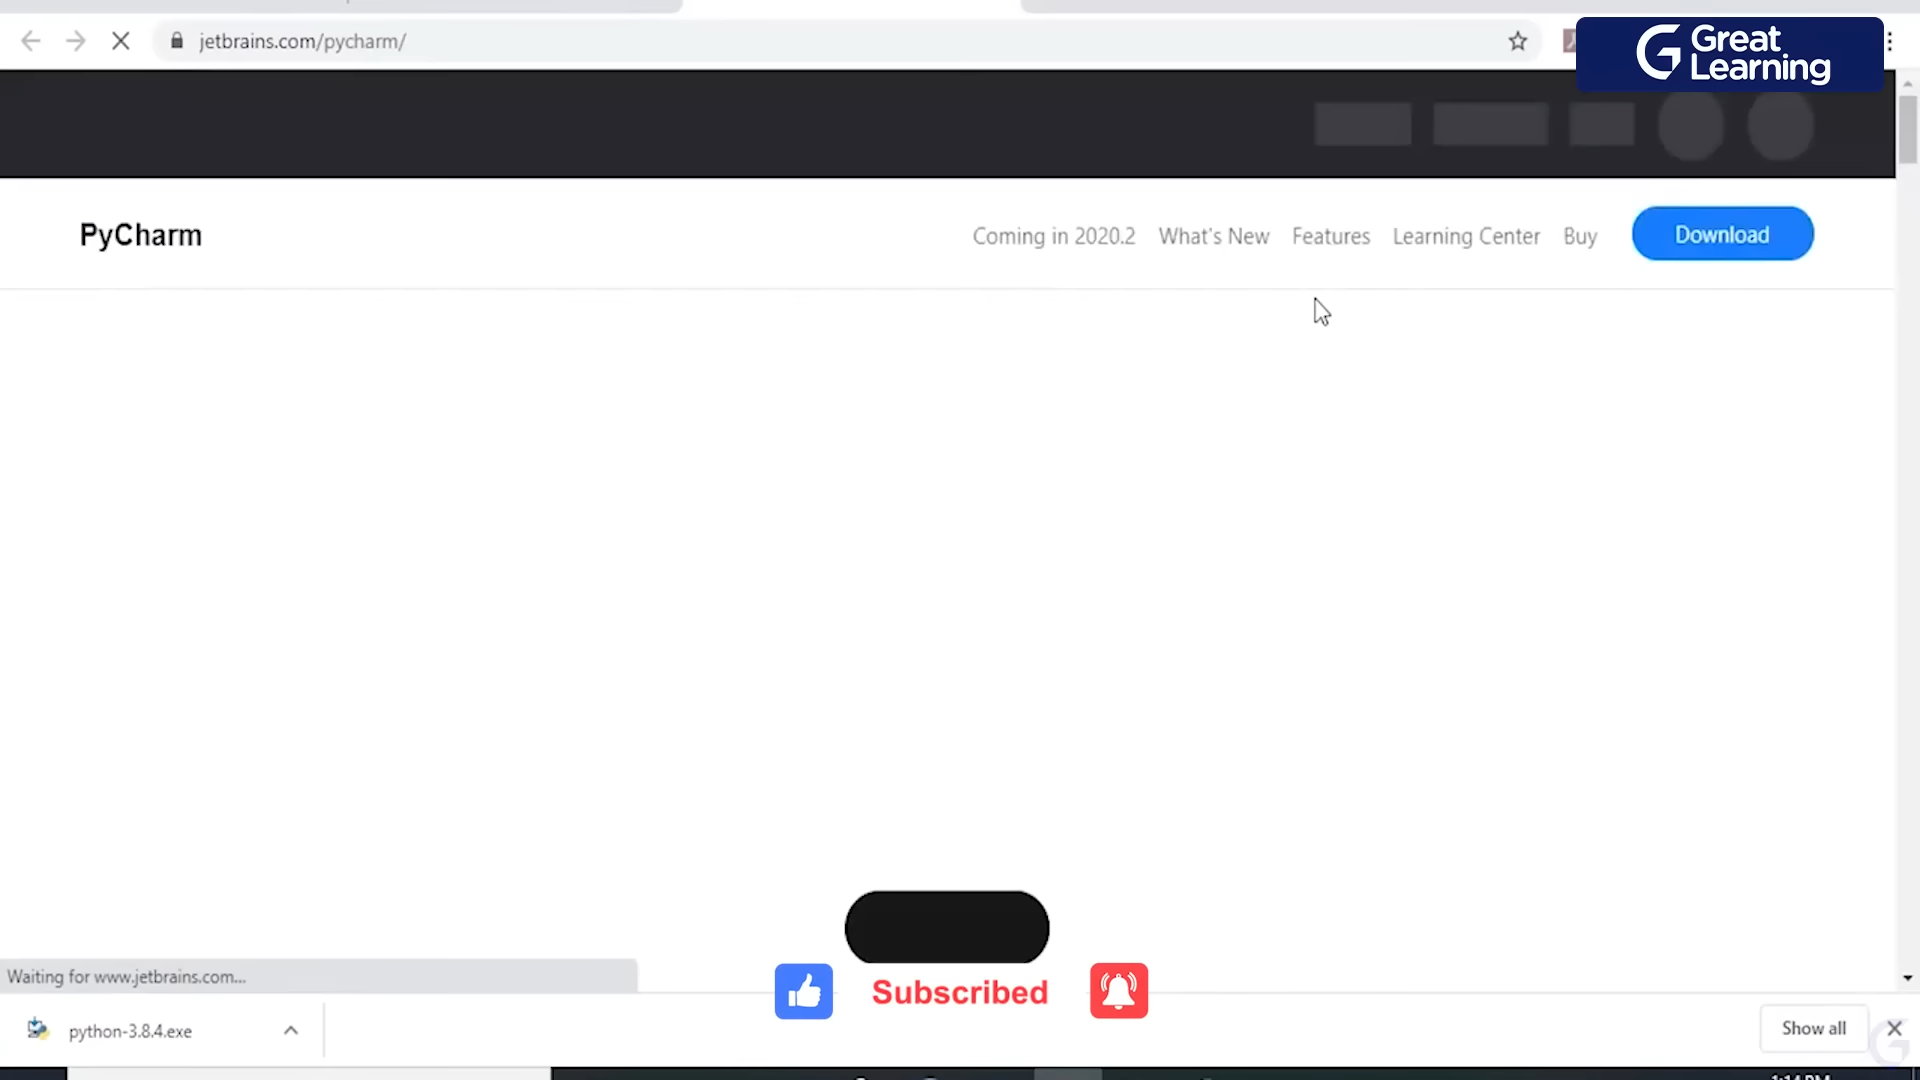 jetbrains.com/pycharm/
Great
Learning
PyCharm
Coming in 2020.2 What's New Features Learning Center Buy Download
Waiting for www.jetbrains.com...
Subscribed
python-3.8.4.exe
Show all